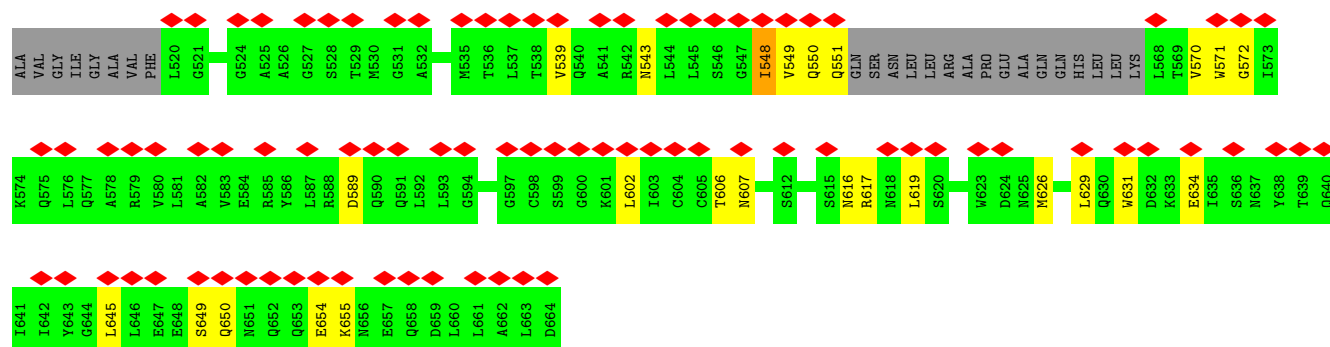 ALA VAL GLY ILE GLY ALA VAL PHE L520 G521 G524 A525 A526 G527 S528 T529 M530 G531 A532 M535 T536 L537 T538 V539 Q540 A541 R542 N543 L544 L545 S546 G547 I548 V549 Q550 Q551 GLN SER ASN LEU LEU ARG ALA PRO GLU ALA GLN GLN HIS LEU LEU LYS L568 T569 V570 W571 G572 I573
K574 Q575 L576 Q577 A578 R579 V580 L581 A582 V583 E584 R585 Y586 L587 R588 D589 Q590 Q591 L592 L593 G594 G597 C598 S599 G600 K601 L602 I603 C604 C605 T606 N607 S612 S615 N616 R617 N618 L619 S620 W623 D624 N625 M626 L629 Q630 W631 D632 K633 E634 I635 S636 N637 Y638 T639 Q640
I641 I642 Y643 G644 L645 L646 E647 E648 S649 Q650 N651 Q652 Q653 E654 K655 N656 E657 Q658 D659 L660 L661 A662 L663 D664